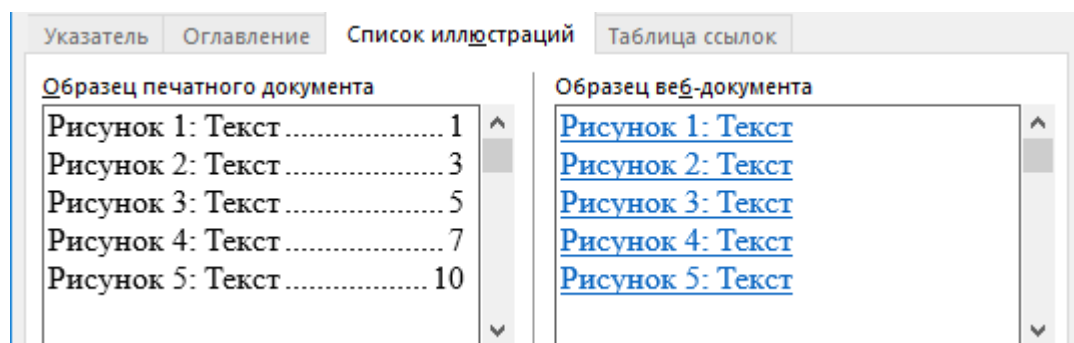 Указатель Оглавление Список иллюстраций Таблица ссылок
Образец печатного документа
Рисунок 1: Текст.....................1
Рисунок 2: Текст.....................3
Рисунок 3: Текст.....................5
Рисунок 4: Текст.....................7
Рисунок 5: Текст...................10
Образец веб-документа
Рисунок 1: Текст
Рисунок 2: Текст
Рисунок 3: Текст
Рисунок 4: Текст
Рисунок 5: Текст